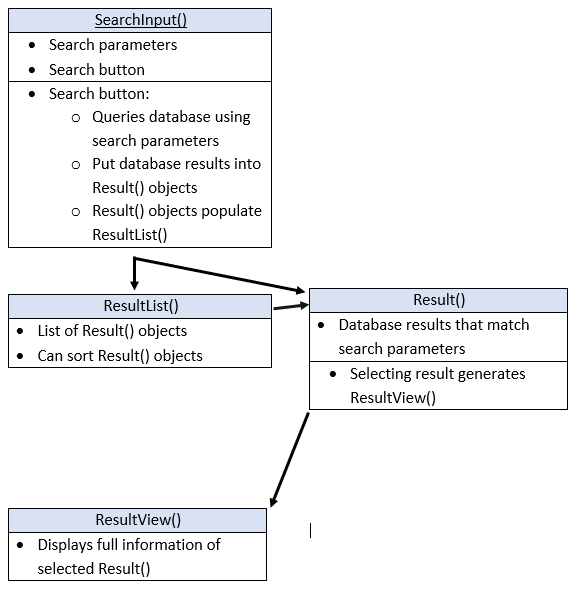 SearchInput()
• Search parameters
• Search button
• Search button:
o Queries database using
search parameters
o Put database results into
Result() objects
o Result() objects populate
ResultList()
ResultList()
• List of Result() objects
• Can sort Result() objects
Result()
• Database results that match
search parameters
• Selecting result generates
ResultView()
ResultView()
• Displays full information of
selected Result()